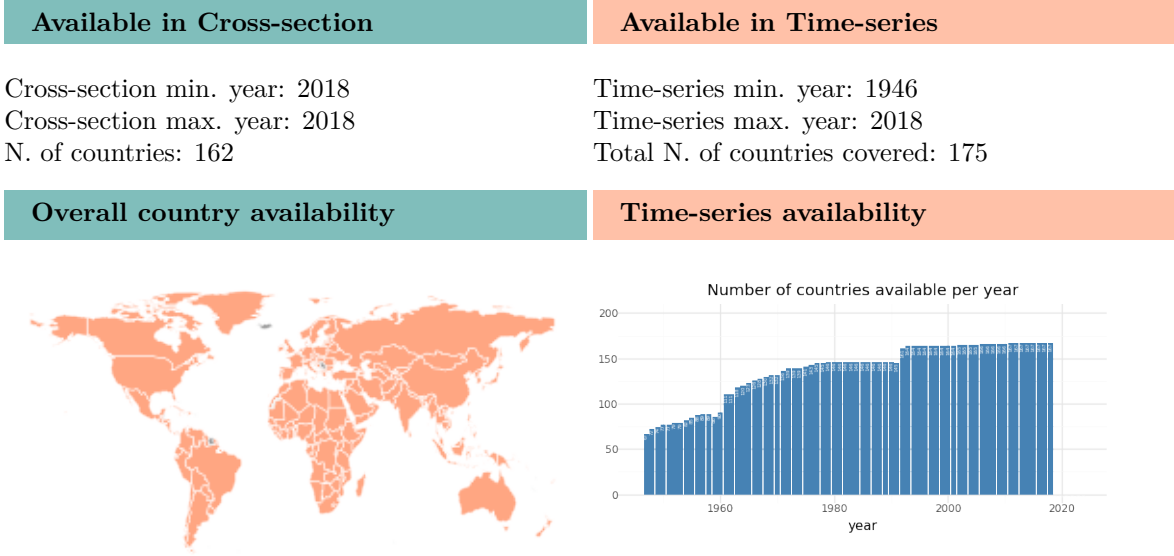 Available in Cross-section
Available in Time-series
Cross-section min. year: 2018
Cross-section max. year: 2018
N. of countries: 162
Time-series min. year: 1946
Time-series max. year: 2018
Total N. of countries covered: 175
Overall country availability
Time-series availability
Number of countries available per year
200
150
100
50
0
1960 1980 2000 2020
year